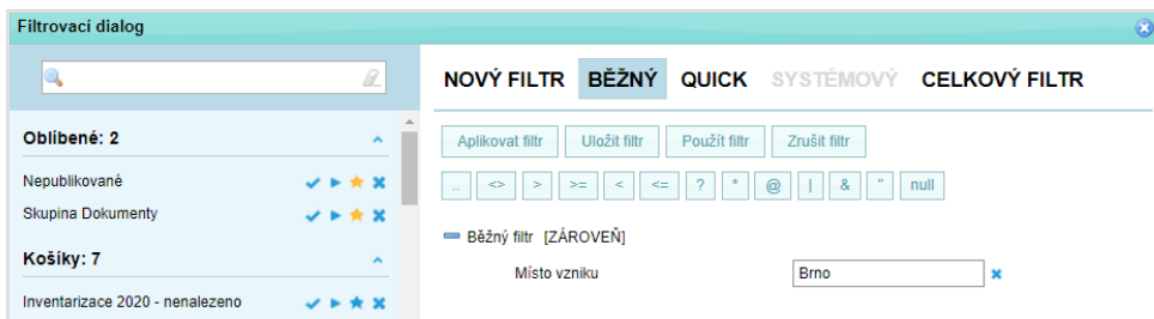 Filtrovací dialog
NOVÝ FILTR BĚŽNÝ QUICK SYSTÉMOVÝ CELKOVÝ FILTR
Oblíbené: 2
Nepublikované
Skupina Dokumenty
Košíky: 7
Inventarizace 2020 - nenalezeno
Aplikovat filtr Uložit filtr Použít filtr Zrušit filtr
.. <> > >= < <= ? * @ | & " null
Běžný filtr [ZÁROVEŇ]
Místo vzniku Brno